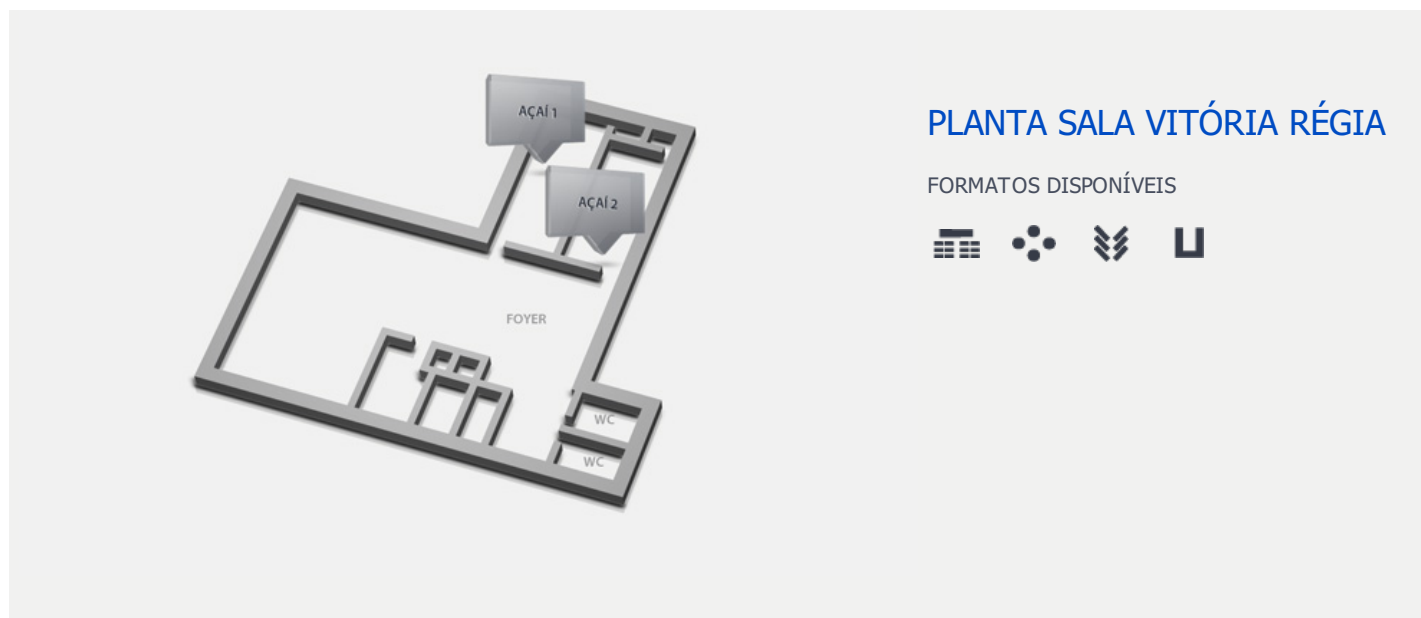 AÇAÍ 1
AÇAÍ 2
FOYER
WC
WC
PLANTA SALA VITÓRIA RÉGIA
FORMATOS DISPONÍVEIS